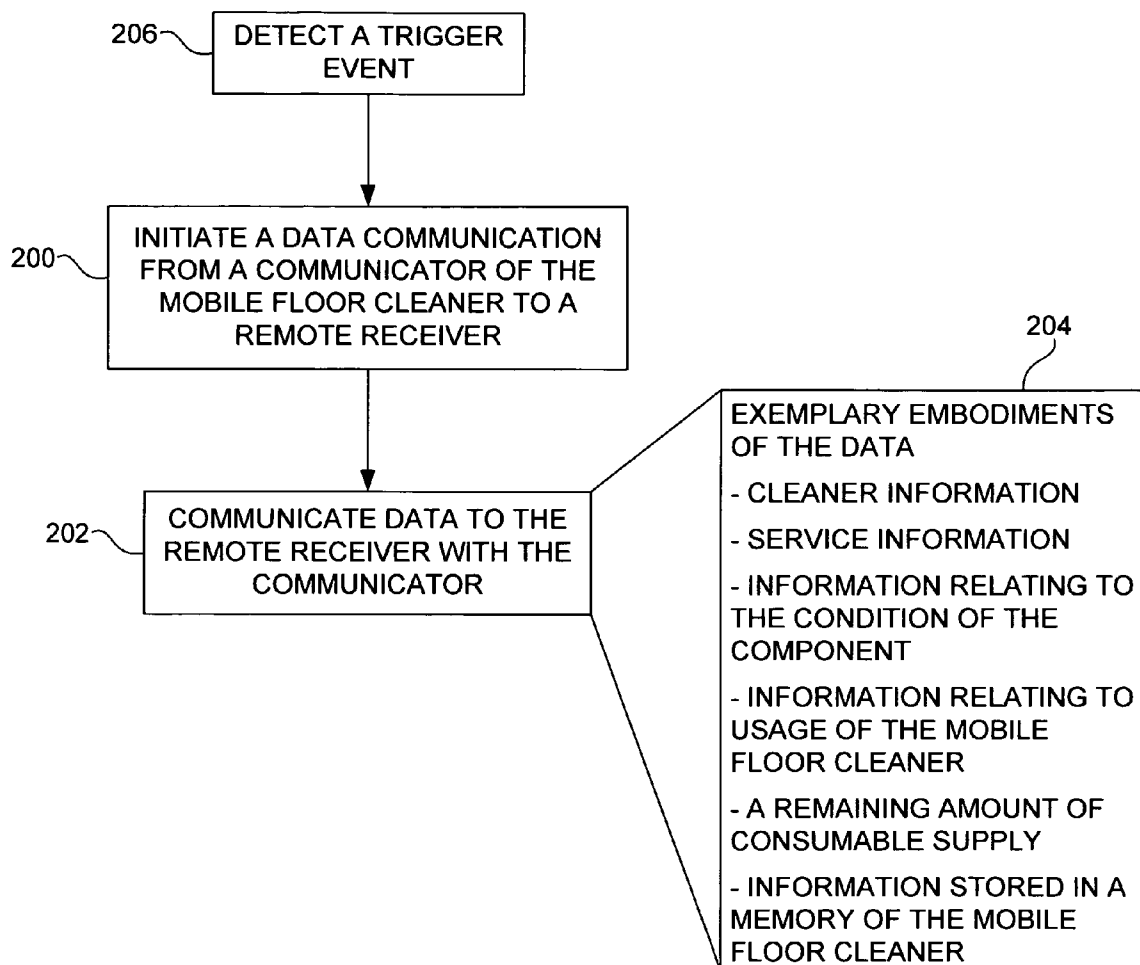 206
DETECT A TRIGGER
EVENT
200
INITIATE A DATA COMMUNICATION
FROM A COMMUNICATOR OF THE
MOBILE FLOOR CLEANER TO A
REMOTE RECEIVER
202
COMMUNICATE DATA TO THE
REMOTE RECEIVER WITH THE
COMMUNICATOR
204
EXEMPLARY EMBODIMENTS
OF THE DATA
- CLEANER INFORMATION
- SERVICE INFORMATION
- INFORMATION RELATING TO
THE CONDITION OF THE
COMPONENT
- INFORMATION RELATING TO
USAGE OF THE MOBILE
FLOOR CLEANER
- A REMAINING AMOUNT OF
CONSUMABLE SUPPLY
- INFORMATION STORED IN A
MEMORY OF THE MOBILE
FLOOR CLEANER